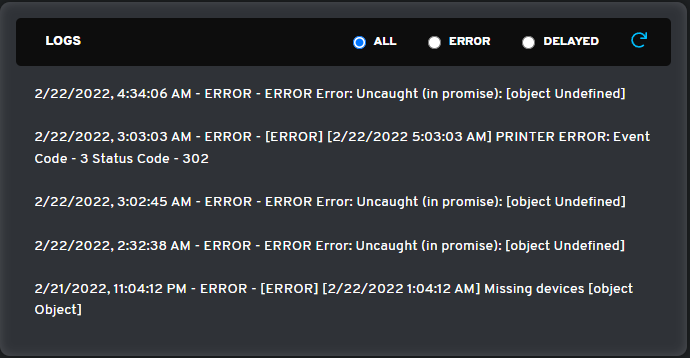 LOGS
ALL
ERROR
DELAYED
2/22/2022, 4:34:06 AM - ERROR - ERROR Error: Uncaught (in promise): [object Undefined]
2/22/2022, 3:03:03 AM - ERROR - [ERROR] [2/22/2022 5:03:03 AM] PRINTER ERROR: Event
Code - 3 Status Code - 302
2/22/2022, 3:02:45 AM - ERROR - ERROR Error: Uncaught (in promise): [object Undefined]
2/22/2022, 2:32:38 AM - ERROR - ERROR Error: Uncaught (in promise): [object Undefined]
2/21/2022, 11:04:12 PM - ERROR - [ERROR] [2/22/2022 1:04:12 AM] Missing devices [object
Object]